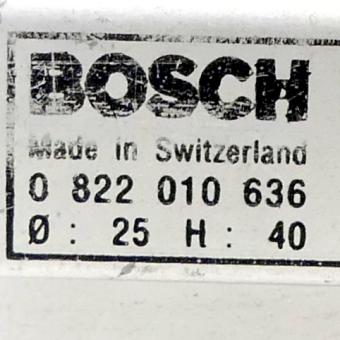 BOSCH
Made in Switzerland
0 822 010 636
Ø : 25 H : 40